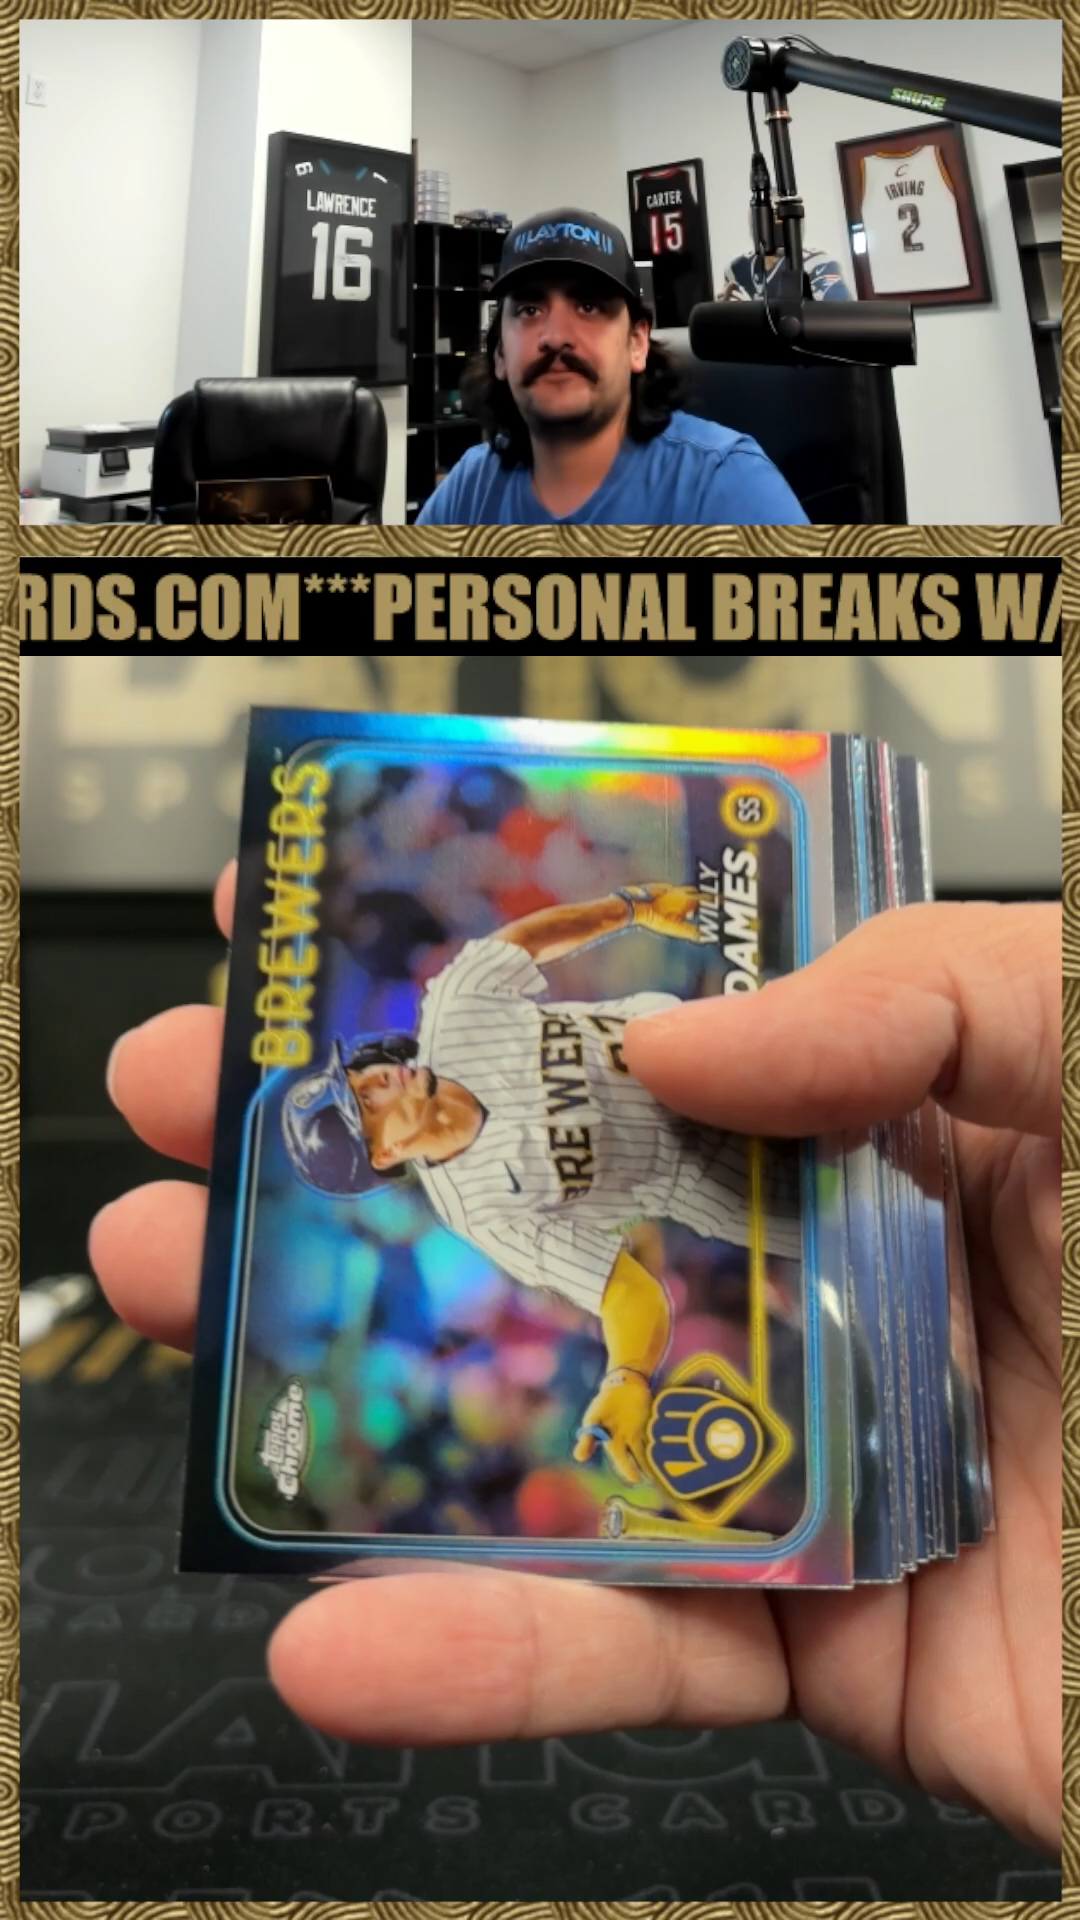 SHURE
LAWRENCE
16
CARTER
15
C
IRVING
2
LAYTON
RDS.COM***PERSONAL BREAKS W/
BREWERS
SS
WILLY
DAMES
BREWER
Topps
Chrome
SPORTS CARDS